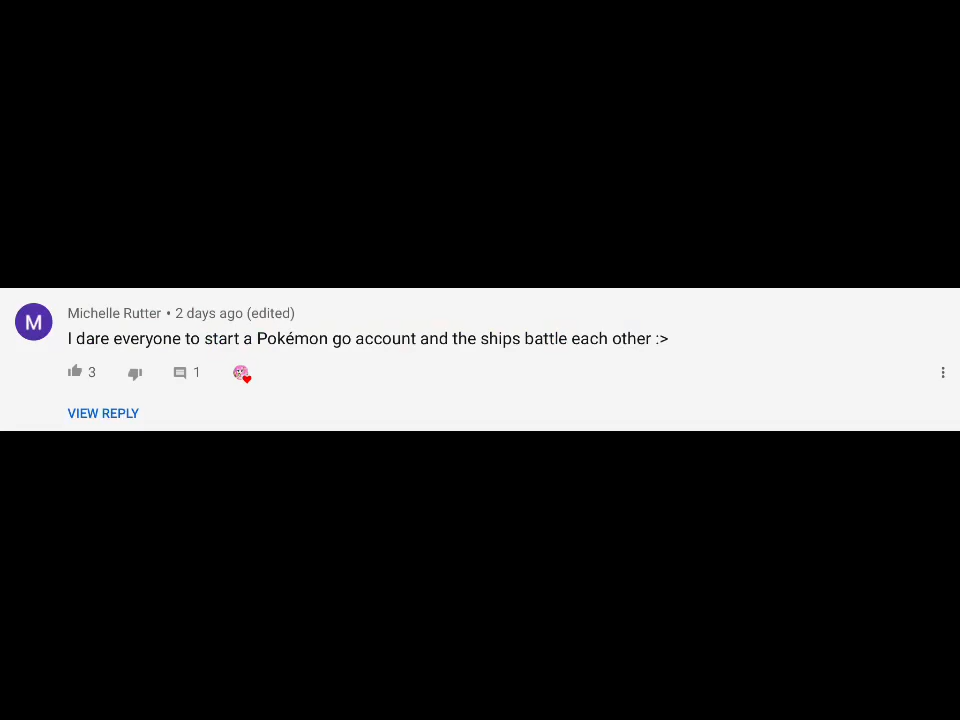 M
Michelle Rutter • 2 days ago (edited)
I dare everyone to start a Pokémon go account and the ships battle each other :>
3 1
VIEW REPLY